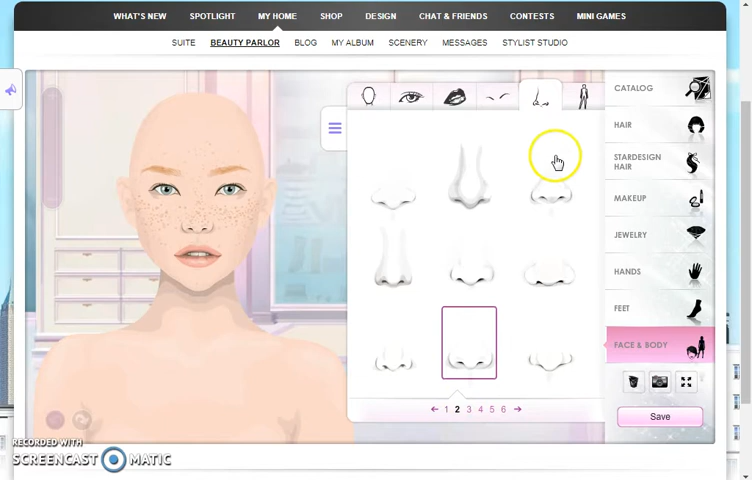 WHAT'S NEW SPOTLIGHT MY HOME SHOP DESIGN CHAT & FRIENDS CONTESTS MINI GAMES
SUITE BEAUTY PARLOR BLOG MY ALBUM SCENERY MESSAGES STYLIST STUDIO
CATALOG
HAIR
STARDESIGN
HAIR
MAKEUP
JEWELRY
HANDS
FEET
FACE & BODY
1 2 3 4 5 6
Save
RECORDED WITH
SCREENCAST MATIC